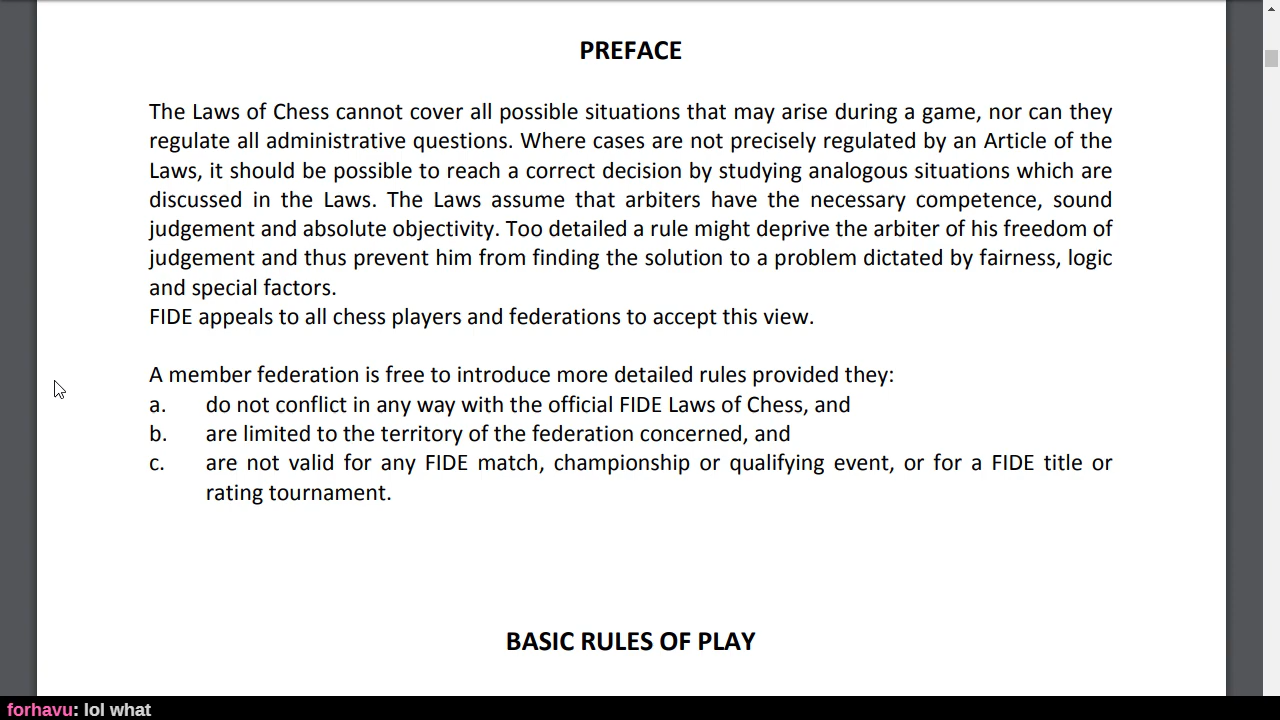 PREFACE
The Laws of Chess cannot cover all possible situations that may arise during a game, nor can they
regulate all administrative questions. Where cases are not precisely regulated by an Article of the
Laws, it should be possible to reach a correct decision by studying analogous situations which are
discussed in the Laws. The Laws assume that arbiters have the necessary competence, sound
judgement and absolute objectivity. Too detailed a rule might deprive the arbiter of his freedom of
judgement and thus prevent him from finding the solution to a problem dictated by fairness, logic
and special factors.
FIDE appeals to all chess players and federations to accept this view.
A member federation is free to introduce more detailed rules provided they:
a. do not conflict in any way with the official FIDE Laws of Chess, and
b. are limited to the territory of the federation concerned, and
c. are not valid for any FIDE match, championship or qualifying event, or for a FIDE title or
rating tournament.
BASIC RULES OF PLAY
forhavu: lol what